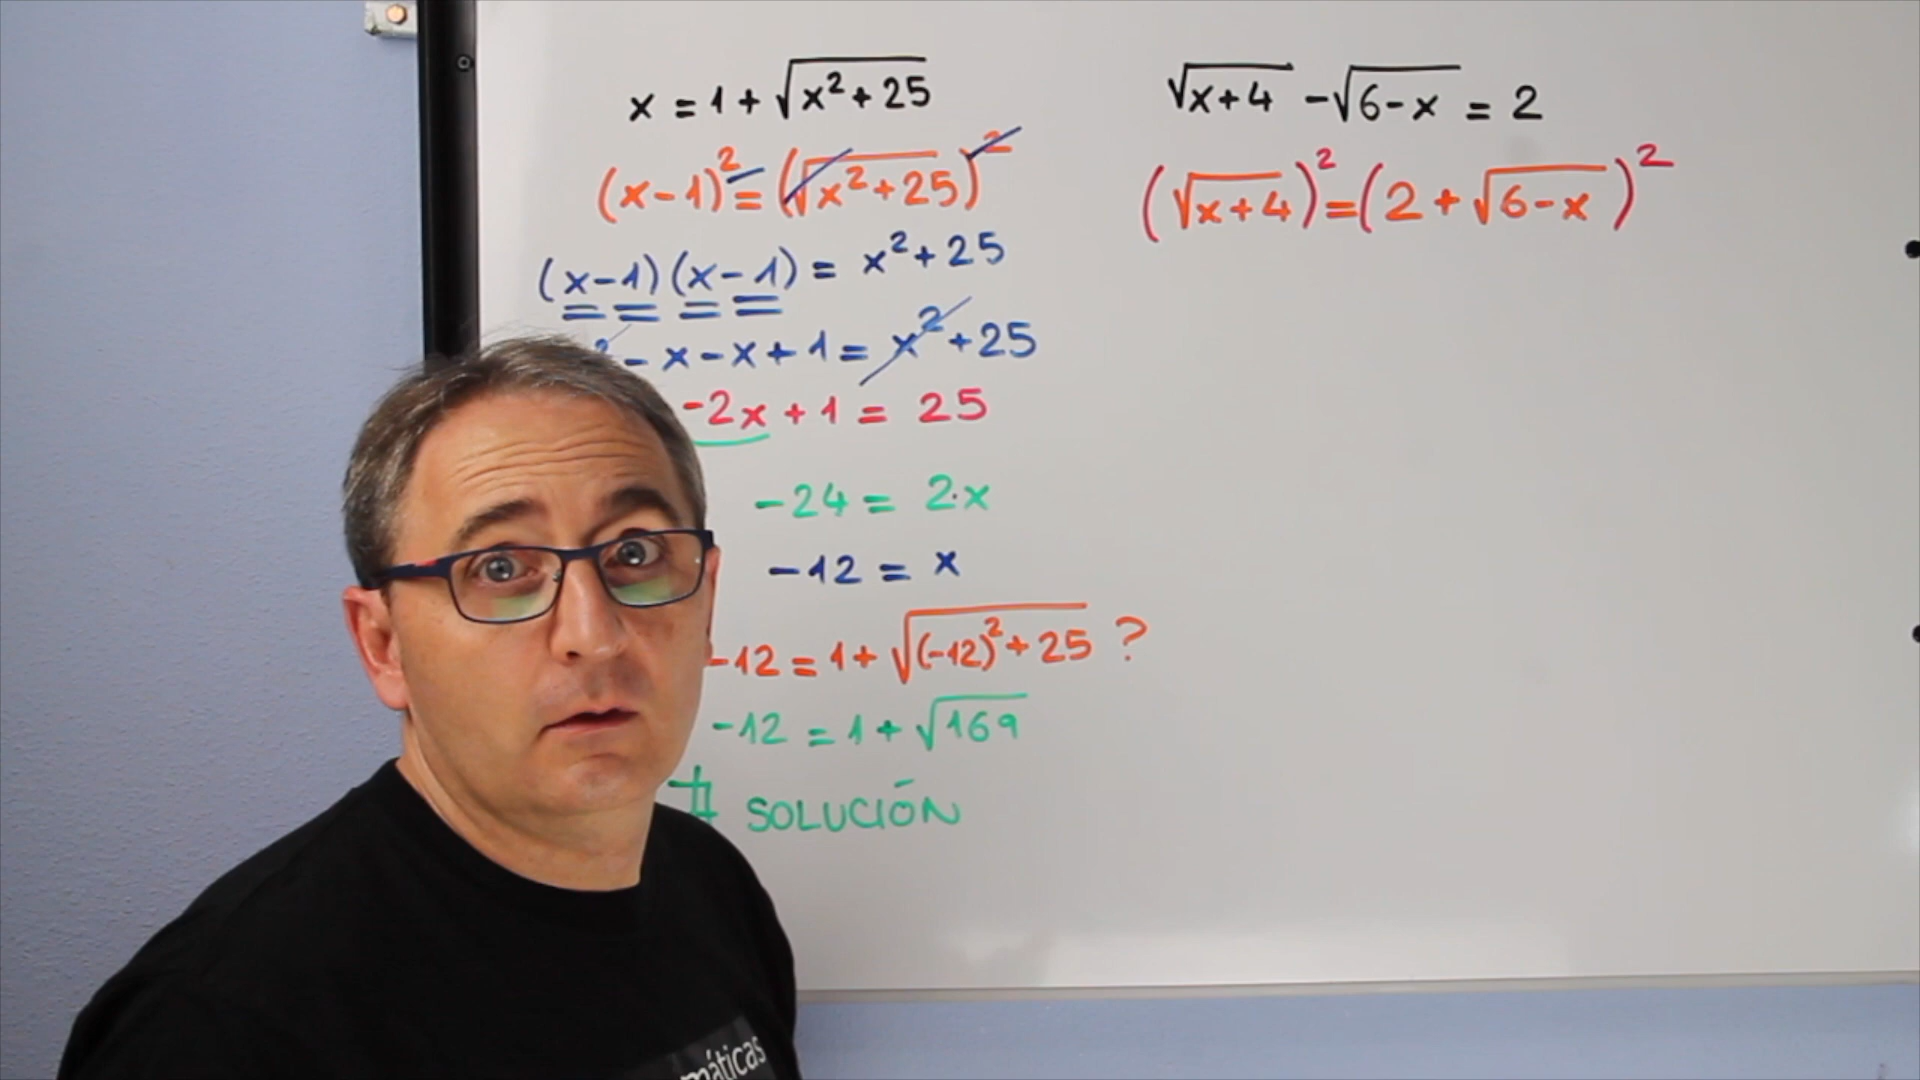 x = 1 + √(x² + 25)
(x - 1)² = (√(x² + 25))²
(x - 1)(x - 1) = x² + 25
² - x - x + 1 = x² + 25
-2x + 1 = 25
-24 = 2·x
-12 = x
-12 = 1 + √((-12)² + 25) ?
-12 = 1 + √169
∄ SOLUCIÓN
√(x + 4) - √(6 - x) = 2
(√(x + 4))² = (2 + √(6 - x))²
máticas